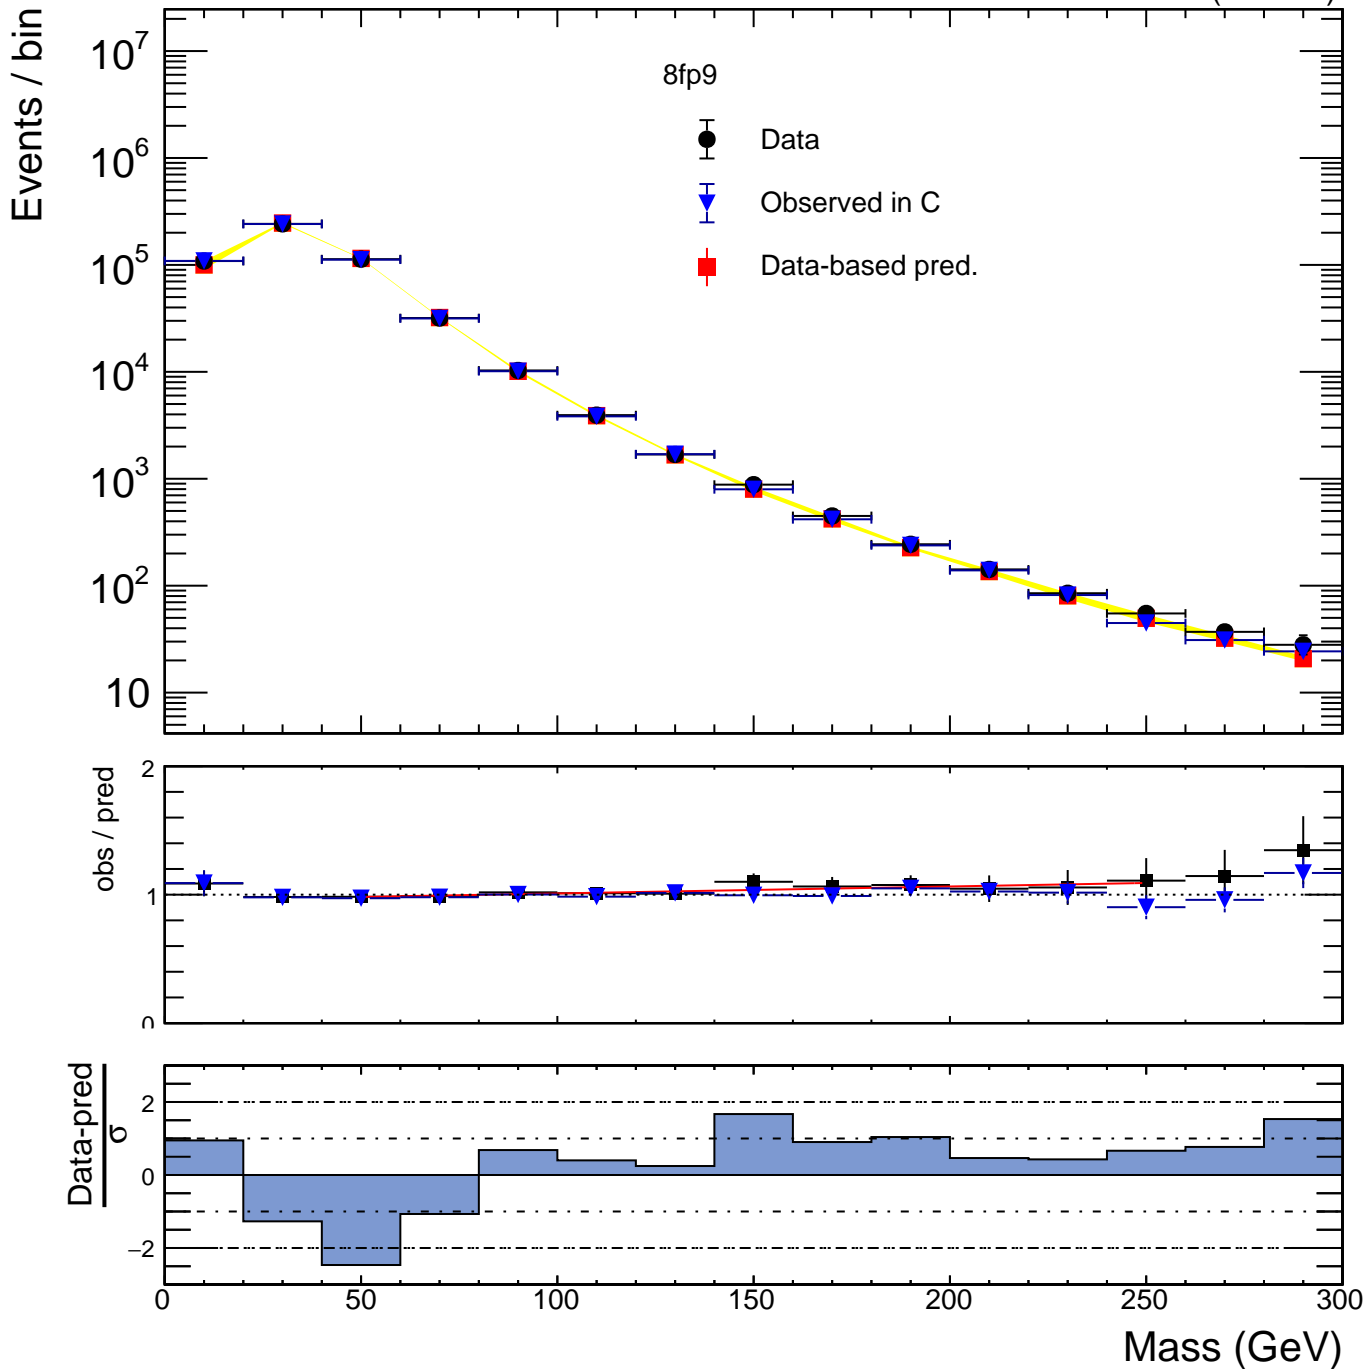 Events / bin
10^7
10^6
10^5
10^4
10^3
10^2
10
8fp9
Data
Observed in C
Data-based pred.
obs / pred
2
1
0
Data-pred
σ
2
0
−2
0 50 100 150 200 250 300
Mass (GeV)